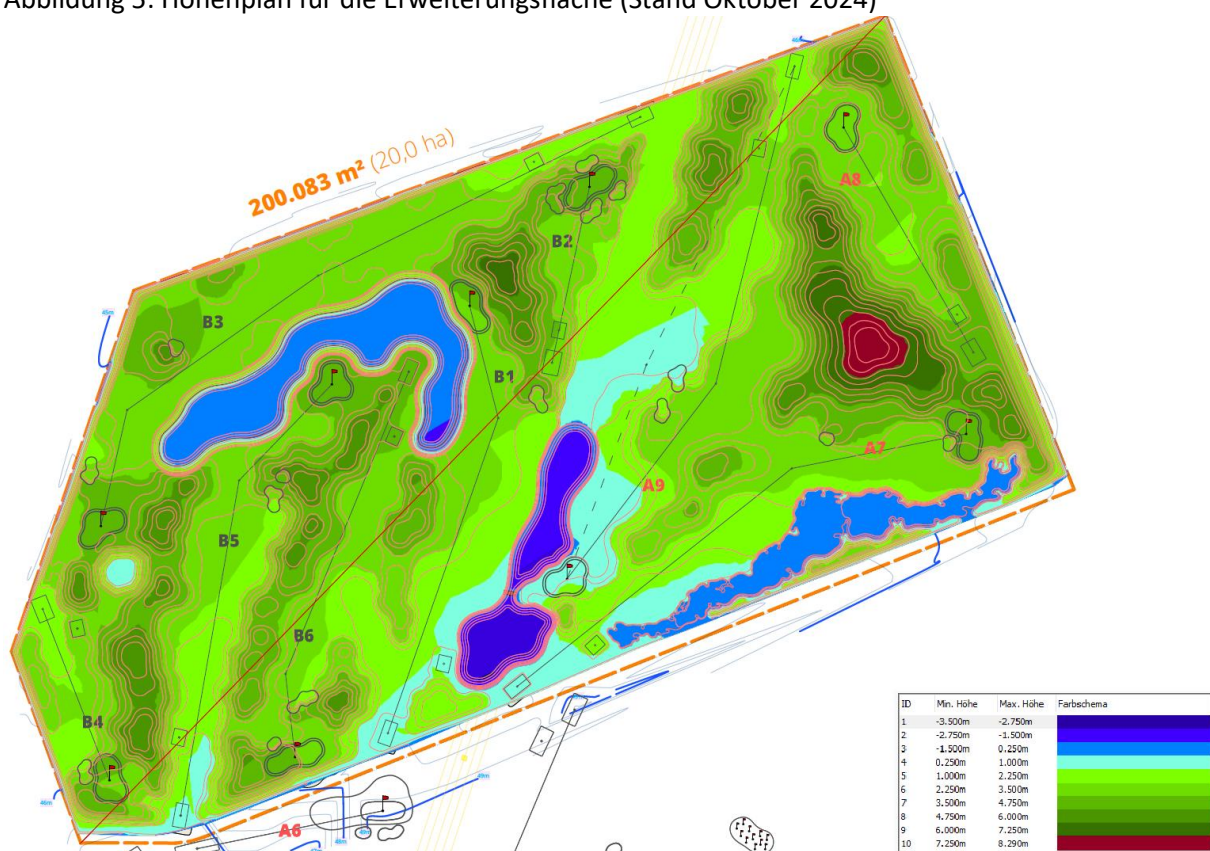 Abbildung 5: Höhenplan für die Erweiterungsfläche (Stand Oktober 2024)
200.083 m² (20,0 ha)
A8
B2
B3
B1
A7
A9
B5
B6
B4
A6
45m
ID Min. Höhe Max. Höhe Farbschema
1 -3.500m -2.750m
2 -2.750m -1.500m
3 -1.500m 0.250m
4 0.250m 1.000m
5 1.000m 2.250m
6 2.250m 3.500m
7 3.500m 4.750m
8 4.750m 6.000m
9 6.000m 7.250m
10 7.250m 8.290m